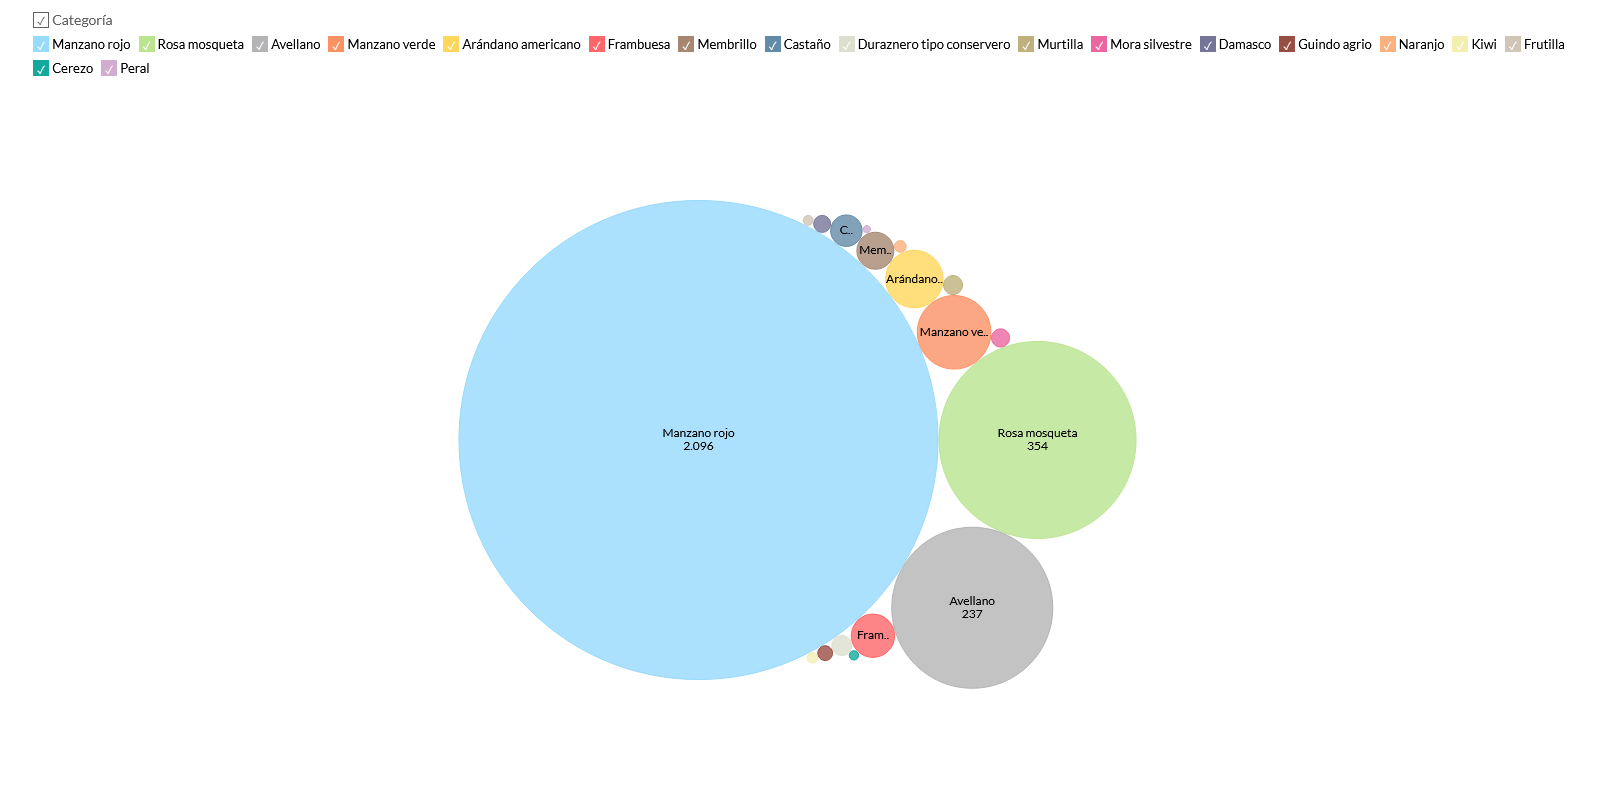 Categoría
Manzano rojo Rosa mosqueta Avellano Manzano verde Arándano americano Frambuesa Membrillo Castaño Duraznero tipo conservero Murtilla Mora silvestre Damasco Guindo agrio Naranjo Kiwi Frutilla
Cerezo Peral
C..
Mem..
Arándano..
Manzano ve..
Manzano rojo
2.096
Rosa mosqueta
354
Avellano
237
Fram..